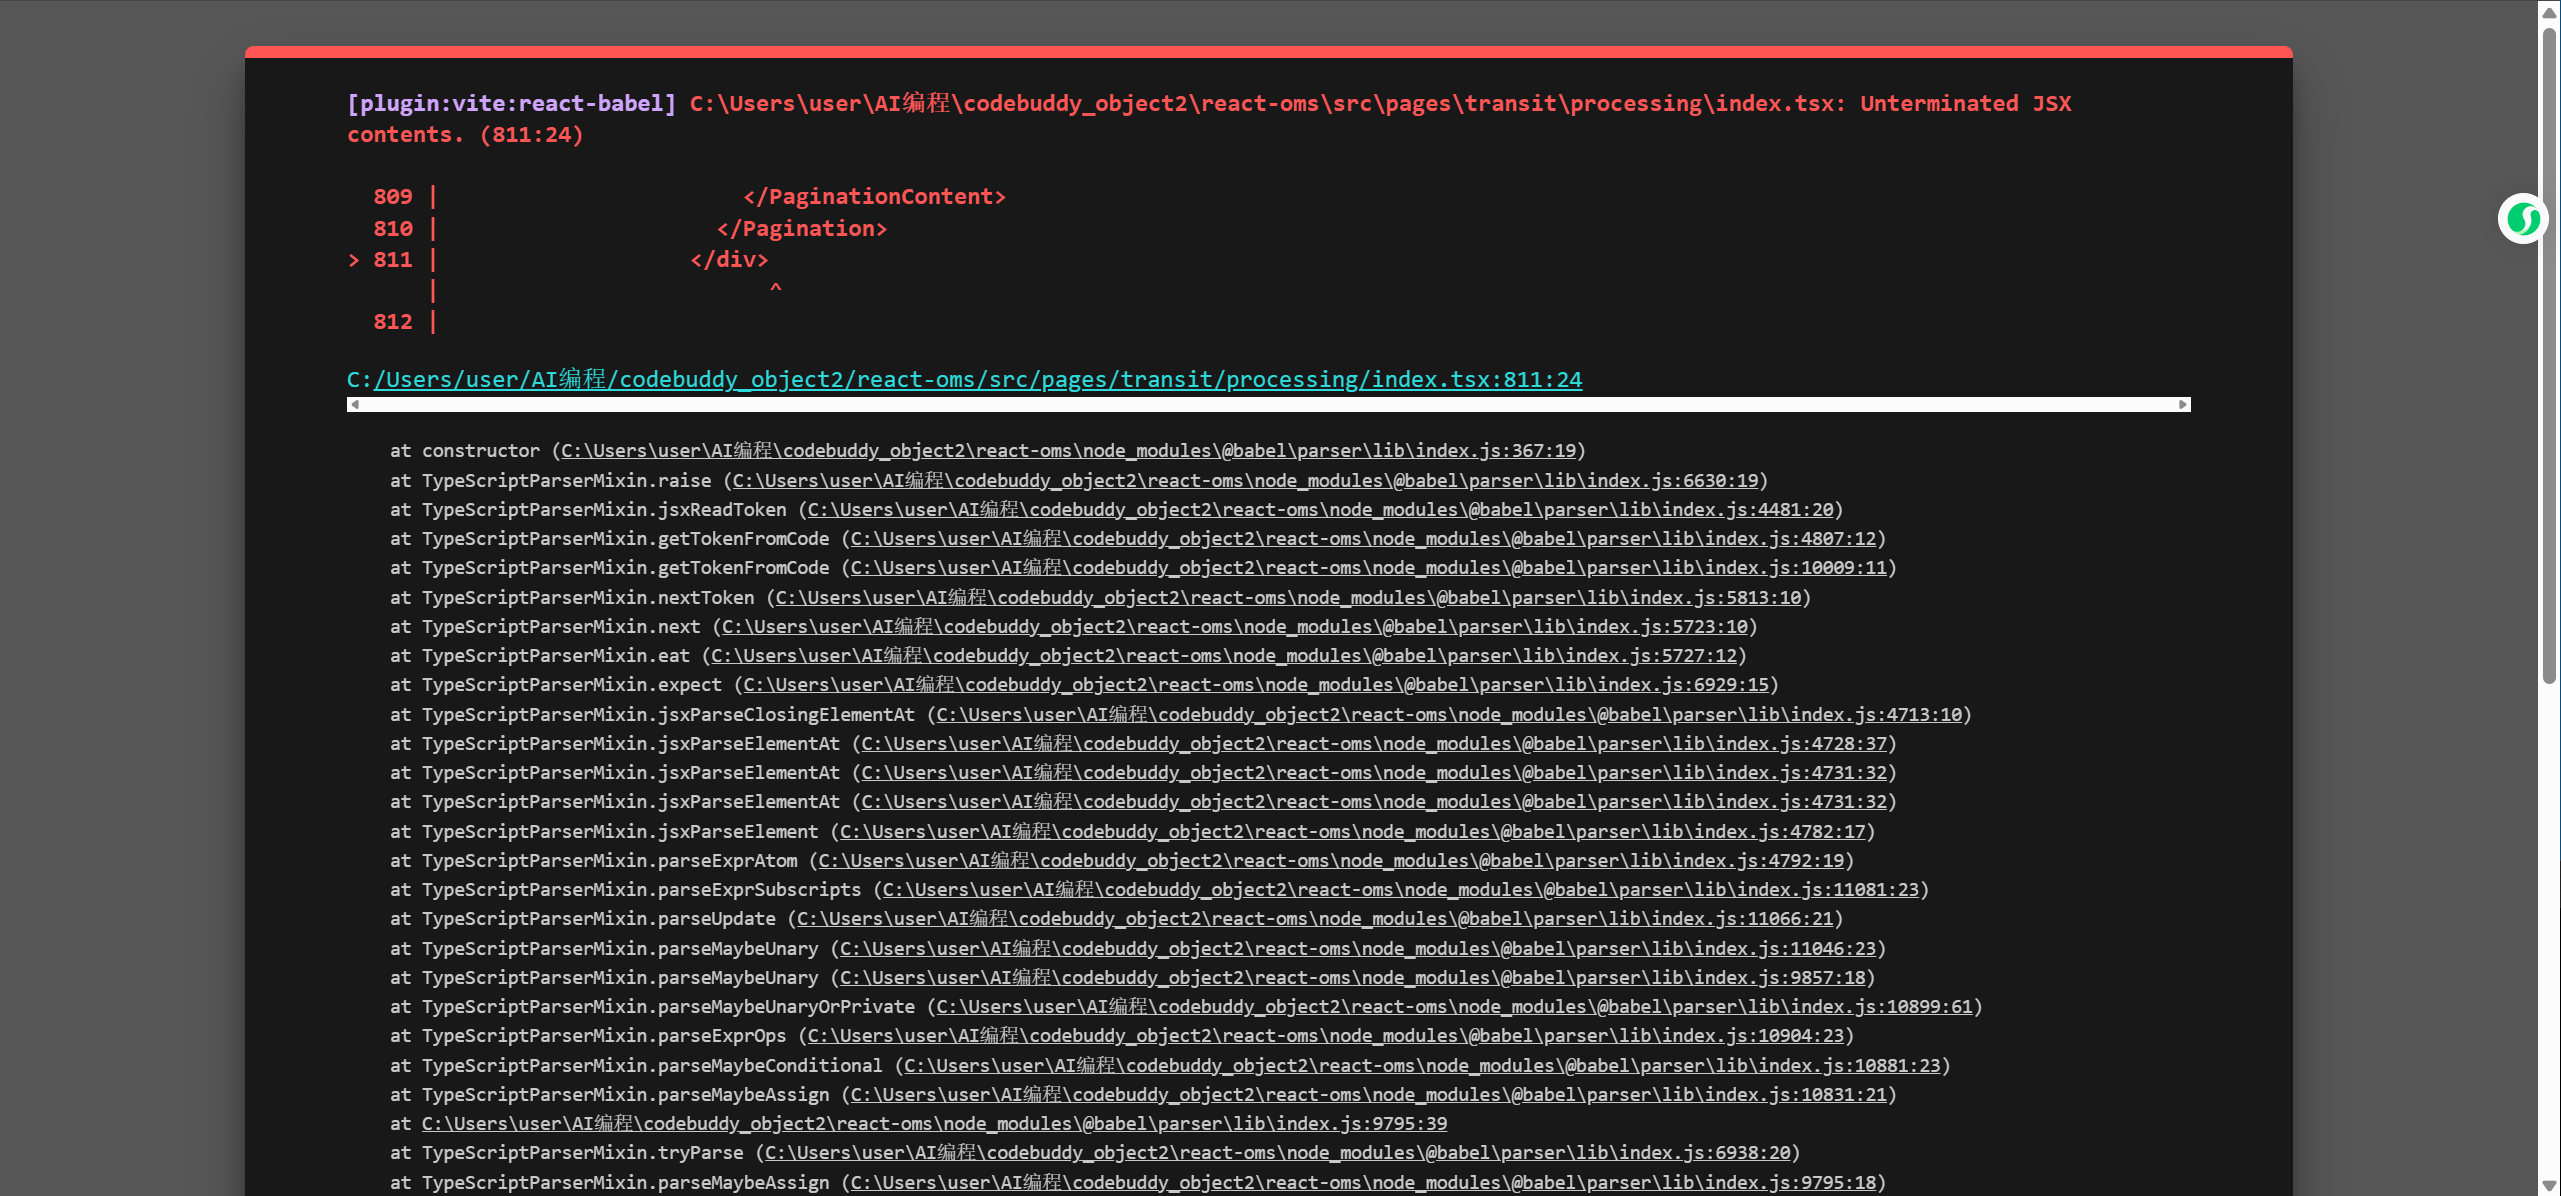 [plugin:vite:react-babel] C:\Users\user\AI编程\codebuddy_object2\react-oms\src\pages\transit\processing\index.tsx: Unterminated JSX
contents. (811:24)
809 |                       </PaginationContent>
810 |                     </Pagination>
> 811 |                   </div>
|                         ^
812 |
C:/Users/user/AI编程/codebuddy_object2/react-oms/src/pages/transit/processing/index.tsx:811:24
at constructor (C:\Users\user\AI编程\codebuddy_object2\react-oms\node_modules\@babel\parser\lib\index.js:367:19)
at TypeScriptParserMixin.raise (C:\Users\user\AI编程\codebuddy_object2\react-oms\node_modules\@babel\parser\lib\index.js:6630:19)
at TypeScriptParserMixin.jsxReadToken (C:\Users\user\AI编程\codebuddy_object2\react-oms\node_modules\@babel\parser\lib\index.js:4481:20)
at TypeScriptParserMixin.getTokenFromCode (C:\Users\user\AI编程\codebuddy_object2\react-oms\node_modules\@babel\parser\lib\index.js:4807:12)
at TypeScriptParserMixin.getTokenFromCode (C:\Users\user\AI编程\codebuddy_object2\react-oms\node_modules\@babel\parser\lib\index.js:10009:11)
at TypeScriptParserMixin.nextToken (C:\Users\user\AI编程\codebuddy_object2\react-oms\node_modules\@babel\parser\lib\index.js:5813:10)
at TypeScriptParserMixin.next (C:\Users\user\AI编程\codebuddy_object2\react-oms\node_modules\@babel\parser\lib\index.js:5723:10)
at TypeScriptParserMixin.eat (C:\Users\user\AI编程\codebuddy_object2\react-oms\node_modules\@babel\parser\lib\index.js:5727:12)
at TypeScriptParserMixin.expect (C:\Users\user\AI编程\codebuddy_object2\react-oms\node_modules\@babel\parser\lib\index.js:6929:15)
at TypeScriptParserMixin.jsxParseClosingElementAt (C:\Users\user\AI编程\codebuddy_object2\react-oms\node_modules\@babel\parser\lib\index.js:4713:10)
at TypeScriptParserMixin.jsxParseElementAt (C:\Users\user\AI编程\codebuddy_object2\react-oms\node_modules\@babel\parser\lib\index.js:4728:37)
at TypeScriptParserMixin.jsxParseElementAt (C:\Users\user\AI编程\codebuddy_object2\react-oms\node_modules\@babel\parser\lib\index.js:4731:32)
at TypeScriptParserMixin.jsxParseElementAt (C:\Users\user\AI编程\codebuddy_object2\react-oms\node_modules\@babel\parser\lib\index.js:4731:32)
at TypeScriptParserMixin.jsxParseElement (C:\Users\user\AI编程\codebuddy_object2\react-oms\node_modules\@babel\parser\lib\index.js:4782:17)
at TypeScriptParserMixin.parseExprAtom (C:\Users\user\AI编程\codebuddy_object2\react-oms\node_modules\@babel\parser\lib\index.js:4792:19)
at TypeScriptParserMixin.parseExprSubscripts (C:\Users\user\AI编程\codebuddy_object2\react-oms\node_modules\@babel\parser\lib\index.js:11081:23)
at TypeScriptParserMixin.parseUpdate (C:\Users\user\AI编程\codebuddy_object2\react-oms\node_modules\@babel\parser\lib\index.js:11066:21)
at TypeScriptParserMixin.parseMaybeUnary (C:\Users\user\AI编程\codebuddy_object2\react-oms\node_modules\@babel\parser\lib\index.js:11046:23)
at TypeScriptParserMixin.parseMaybeUnary (C:\Users\user\AI编程\codebuddy_object2\react-oms\node_modules\@babel\parser\lib\index.js:9857:18)
at TypeScriptParserMixin.parseMaybeUnaryOrPrivate (C:\Users\user\AI编程\codebuddy_object2\react-oms\node_modules\@babel\parser\lib\index.js:10899:61)
at TypeScriptParserMixin.parseExprOps (C:\Users\user\AI编程\codebuddy_object2\react-oms\node_modules\@babel\parser\lib\index.js:10904:23)
at TypeScriptParserMixin.parseMaybeConditional (C:\Users\user\AI编程\codebuddy_object2\react-oms\node_modules\@babel\parser\lib\index.js:10881:23)
at TypeScriptParserMixin.parseMaybeAssign (C:\Users\user\AI编程\codebuddy_object2\react-oms\node_modules\@babel\parser\lib\index.js:10831:21)
at C:\Users\user\AI编程\codebuddy_object2\react-oms\node_modules\@babel\parser\lib\index.js:9795:39
at TypeScriptParserMixin.tryParse (C:\Users\user\AI编程\codebuddy_object2\react-oms\node_modules\@babel\parser\lib\index.js:6938:20)
at TypeScriptParserMixin.parseMaybeAssign (C:\Users\user\AI编程\codebuddy_object2\react-oms\node_modules\@babel\parser\lib\index.js:9795:18)